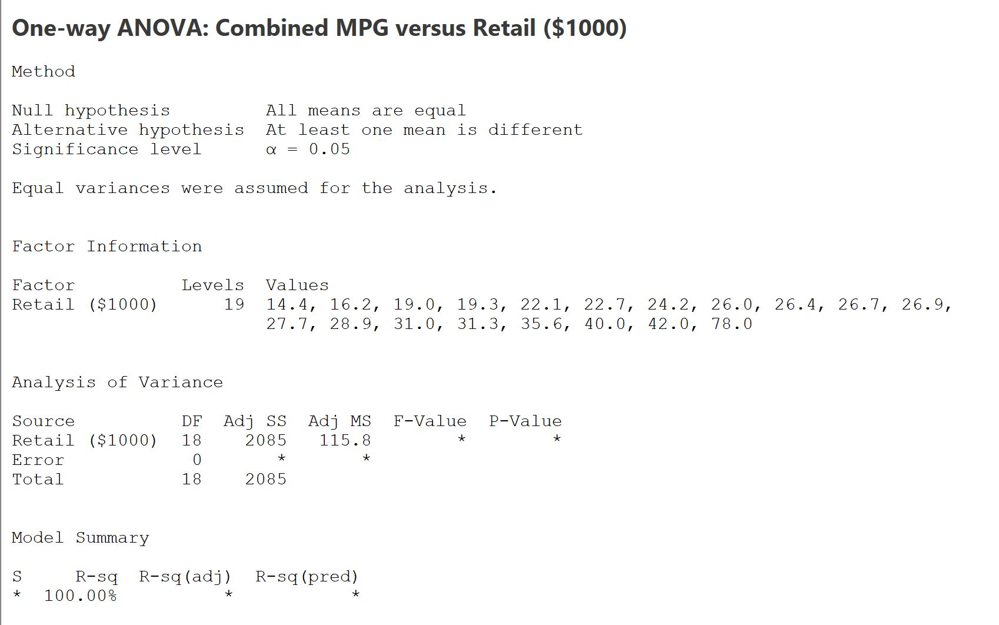 One-way ANOVA: Combined MPG versus Retail ($1000)
Method
Null hypothesis All means are equal
Alternative hypothesis At least one mean is different
Significance level α = 0.05
Equal variances were assumed for the analysis.
Factor Information
Factor Levels Values
Retail ($1000) 19 14.4, 16.2, 19.0, 19.3, 22.1, 22.7, 24.2, 26.0, 26.4, 26.7, 26.9,
27.7, 28.9, 31.0, 31.3, 35.6, 40.0, 42.0, 78.0
Analysis of Variance
Source DF Adj SS Adj MS F-Value P-Value
Retail ($1000) 18 2085 115.8 * *
Error 0 * *
Total 18 2085
Model Summary
S R-sq R-sq(adj) R-sq(pred)
* 100.00% * *